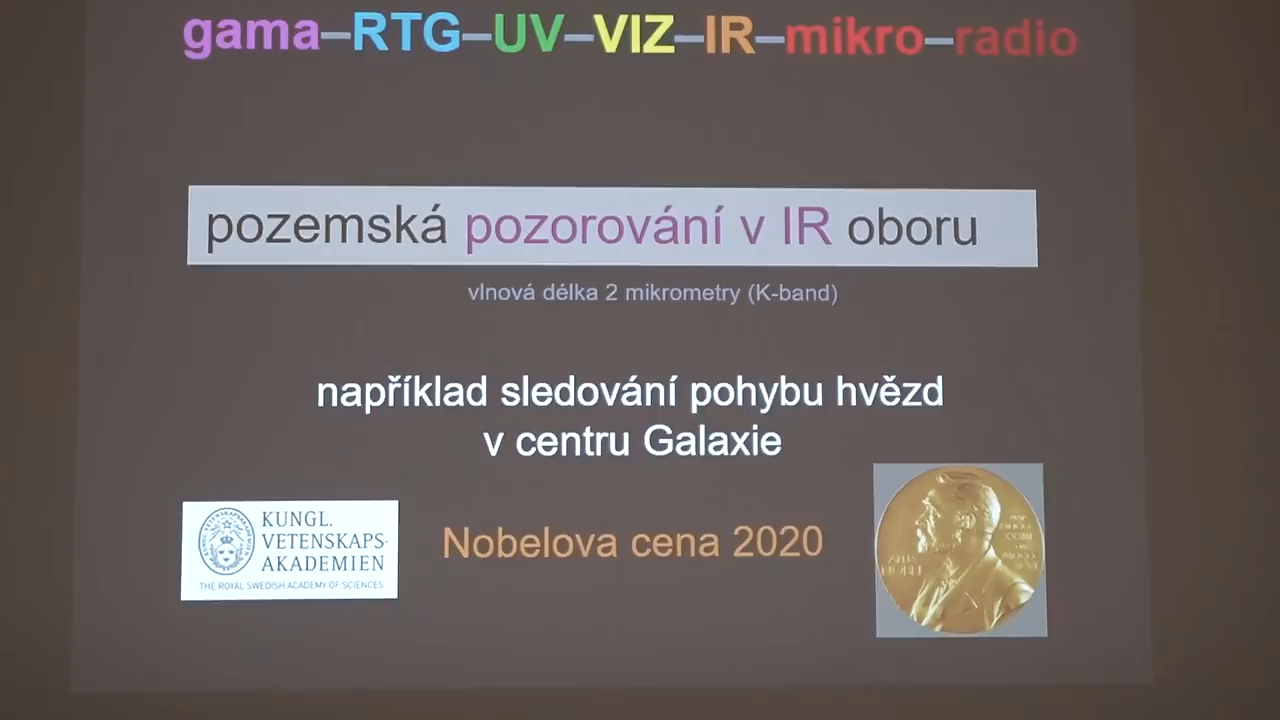 gama–RTG–UV–VIZ–IR–mikro–radio
pozemská pozorování v IR oboru
vlnová délka 2 mikrometry (K-band)
například sledování pohybu hvězd
v centru Galaxie
KUNGL.
VETENSKAPS-
AKADEMIEN
THE ROYAL SWEDISH ACADEMY OF SCIENCES
Nobelova cena 2020